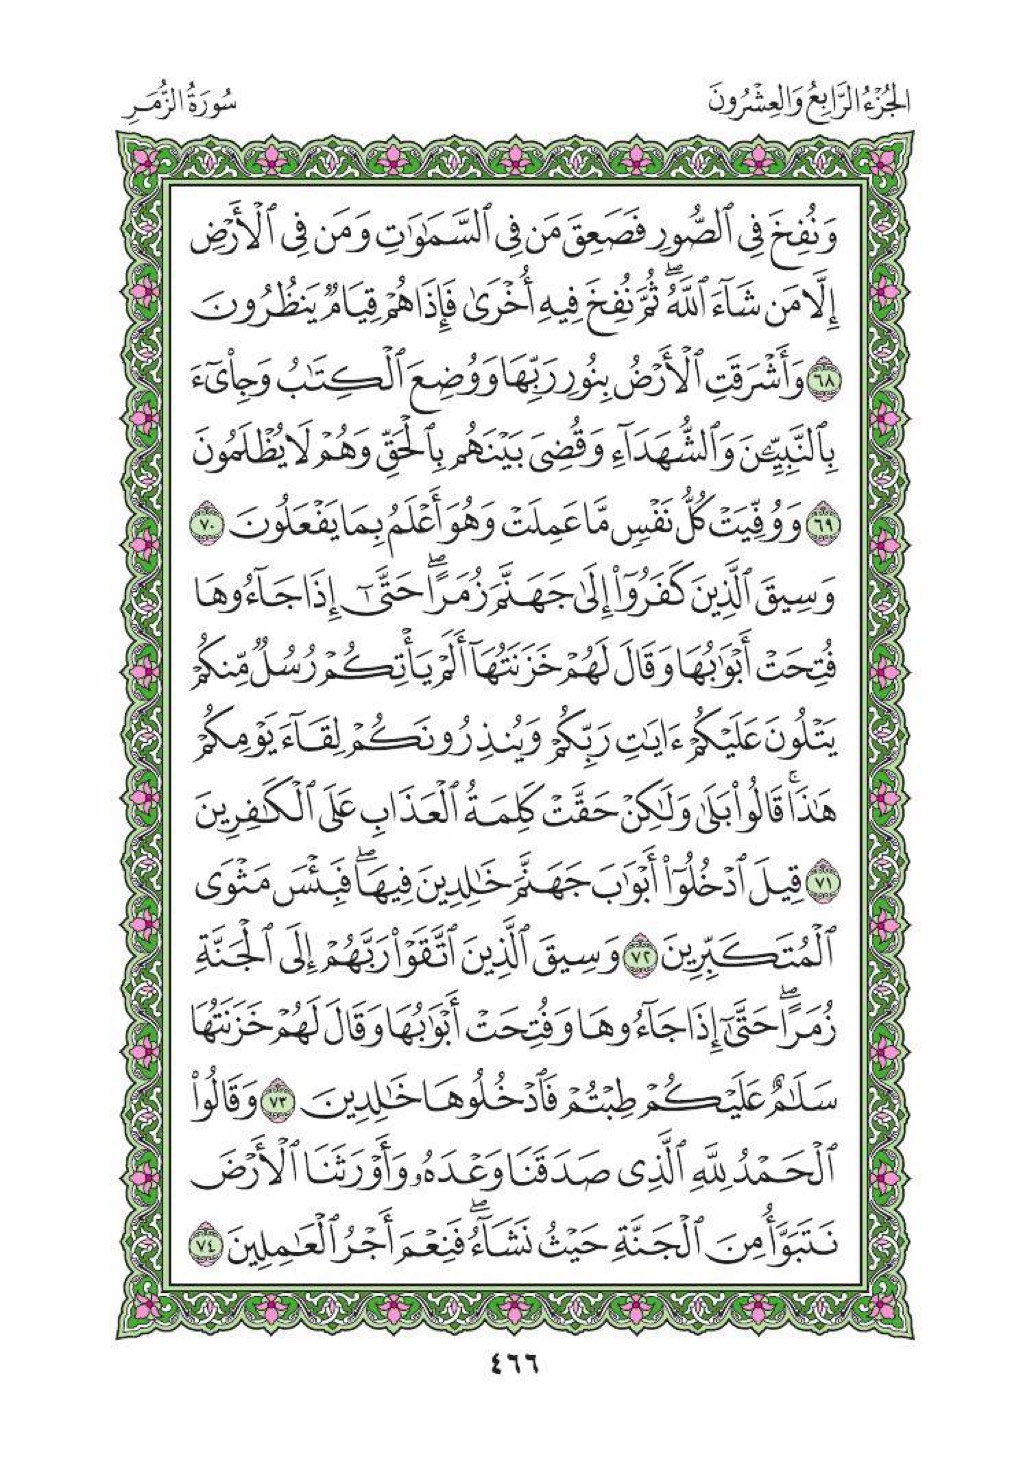 الجُزْءُ الرَّابِعُ وَالعِشْرُونَ
سُورَةُ الزُّمَرِ
وَنُفِخَ فِى ٱلصُّورِ فَصَعِقَ مَن فِى ٱلسَّمَٰوَٰتِ وَمَن فِى ٱلْأَرْضِ
إِلَّا مَن شَآءَ ٱللَّهُ ۖ ثُمَّ نُفِخَ فِيهِ أُخْرَىٰ فَإِذَا هُمْ قِيَامٌ يَنظُرُونَ
٦٨ وَأَشْرَقَتِ ٱلْأَرْضُ بِنُورِ رَبِّهَا وَوُضِعَ ٱلْكِتَٰبُ وَجِا۟ىٓءَ
بِٱلنَّبِيِّۦنَ وَٱلشُّهَدَآءِ وَقُضِىَ بَيْنَهُم بِٱلْحَقِّ وَهُمْ لَا يُظْلَمُونَ
٦٩ وَوُفِّيَتْ كُلُّ نَفْسٍ مَّا عَمِلَتْ وَهُوَ أَعْلَمُ بِمَا يَفْعَلُونَ ٧٠
وَسِيقَ ٱلَّذِينَ كَفَرُوٓا۟ إِلَىٰ جَهَنَّمَ زُمَرًا ۖ حَتَّىٰٓ إِذَا جَآءُوهَا
فُتِحَتْ أَبْوَٰبُهَا وَقَالَ لَهُمْ خَزَنَتُهَآ أَلَمْ يَأْتِكُمْ رُسُلٌ مِّنكُمْ
يَتْلُونَ عَلَيْكُمْ ءَايَٰتِ رَبِّكُمْ وَيُنذِرُونَكُمْ لِقَآءَ يَوْمِكُمْ
هَٰذَا ۚ قَالُوا۟ بَلَىٰ وَلَٰكِنْ حَقَّتْ كَلِمَةُ ٱلْعَذَابِ عَلَى ٱلْكَٰفِرِينَ
٧١ قِيلَ ٱدْخُلُوٓا۟ أَبْوَٰبَ جَهَنَّمَ خَٰلِدِينَ فِيهَا ۖ فَبِئْسَ مَثْوَى
ٱلْمُتَكَبِّرِينَ ٧٢ وَسِيقَ ٱلَّذِينَ ٱتَّقَوْا۟ رَبَّهُمْ إِلَى ٱلْجَنَّةِ
زُمَرًا ۖ حَتَّىٰٓ إِذَا جَآءُوهَا وَفُتِحَتْ أَبْوَٰبُهَا وَقَالَ لَهُمْ خَزَنَتُهَا
سَلَٰمٌ عَلَيْكُمْ طِبْتُمْ فَٱدْخُلُوهَا خَٰلِدِينَ ٧٣ وَقَالُوا۟
ٱلْحَمْدُ لِلَّهِ ٱلَّذِى صَدَقَنَا وَعْدَهُۥ وَأَوْرَثَنَا ٱلْأَرْضَ
نَتَبَوَّأُ مِنَ ٱلْجَنَّةِ حَيْثُ نَشَآءُ ۖ فَنِعْمَ أَجْرُ ٱلْعَٰمِلِينَ ٧٤
٤٦٦